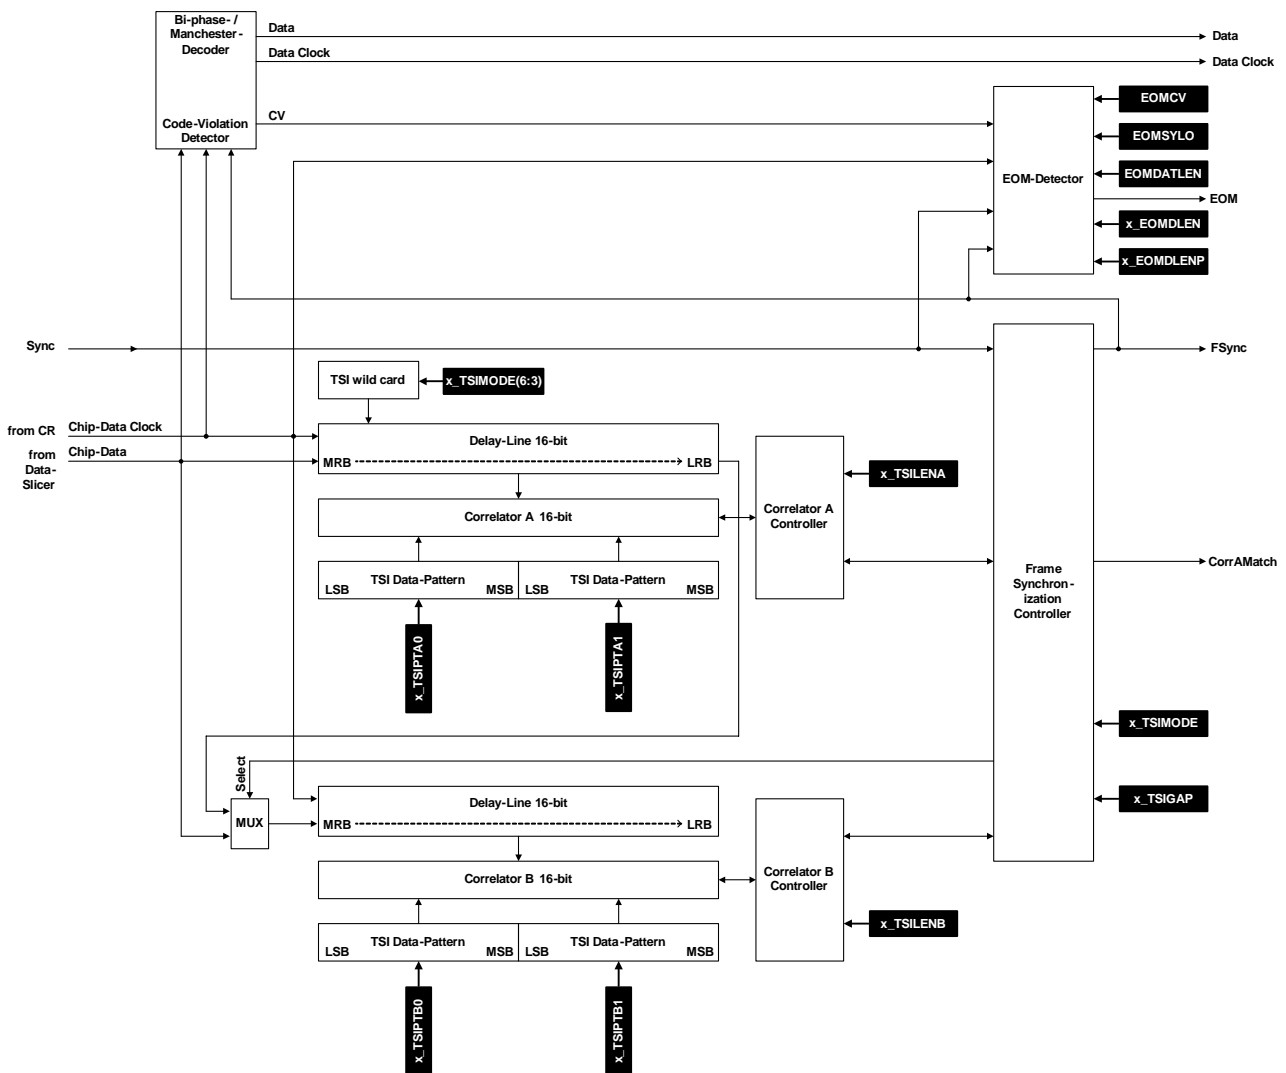 Bi-phase- /
Manchester-
Decoder
Data
Data
Data Clock
Data Clock
CV
Code-Violation
Detector
EOMCV
EOMSYLO
EOM-Detector
EOMDATLEN
EOM
x_EOMDLEN
x_EOMDLENP
Sync
FSync
TSI wild card
x_TSIMODE(6:3)
from CR
Chip-Data Clock
from
Data-
Slicer
Chip-Data
Delay-Line 16-bit
MRB
LRB
Correlator A 16-bit
Correlator A
Controller
x_TSILENA
TSI Data-Pattern
LSB
MSB
TSI Data-Pattern
LSB
MSB
x_TSIPTA0
x_TSIPTA1
Frame
Synchron-
ization
Controller
CorrAMatch
x_TSIMODE
x_TSIGAP
Select
MUX
Delay-Line 16-bit
MRB
LRB
Correlator B 16-bit
Correlator B
Controller
x_TSILENB
TSI Data-Pattern
LSB
MSB
TSI Data-Pattern
LSB
MSB
x_TSIPTB0
x_TSIPTB1